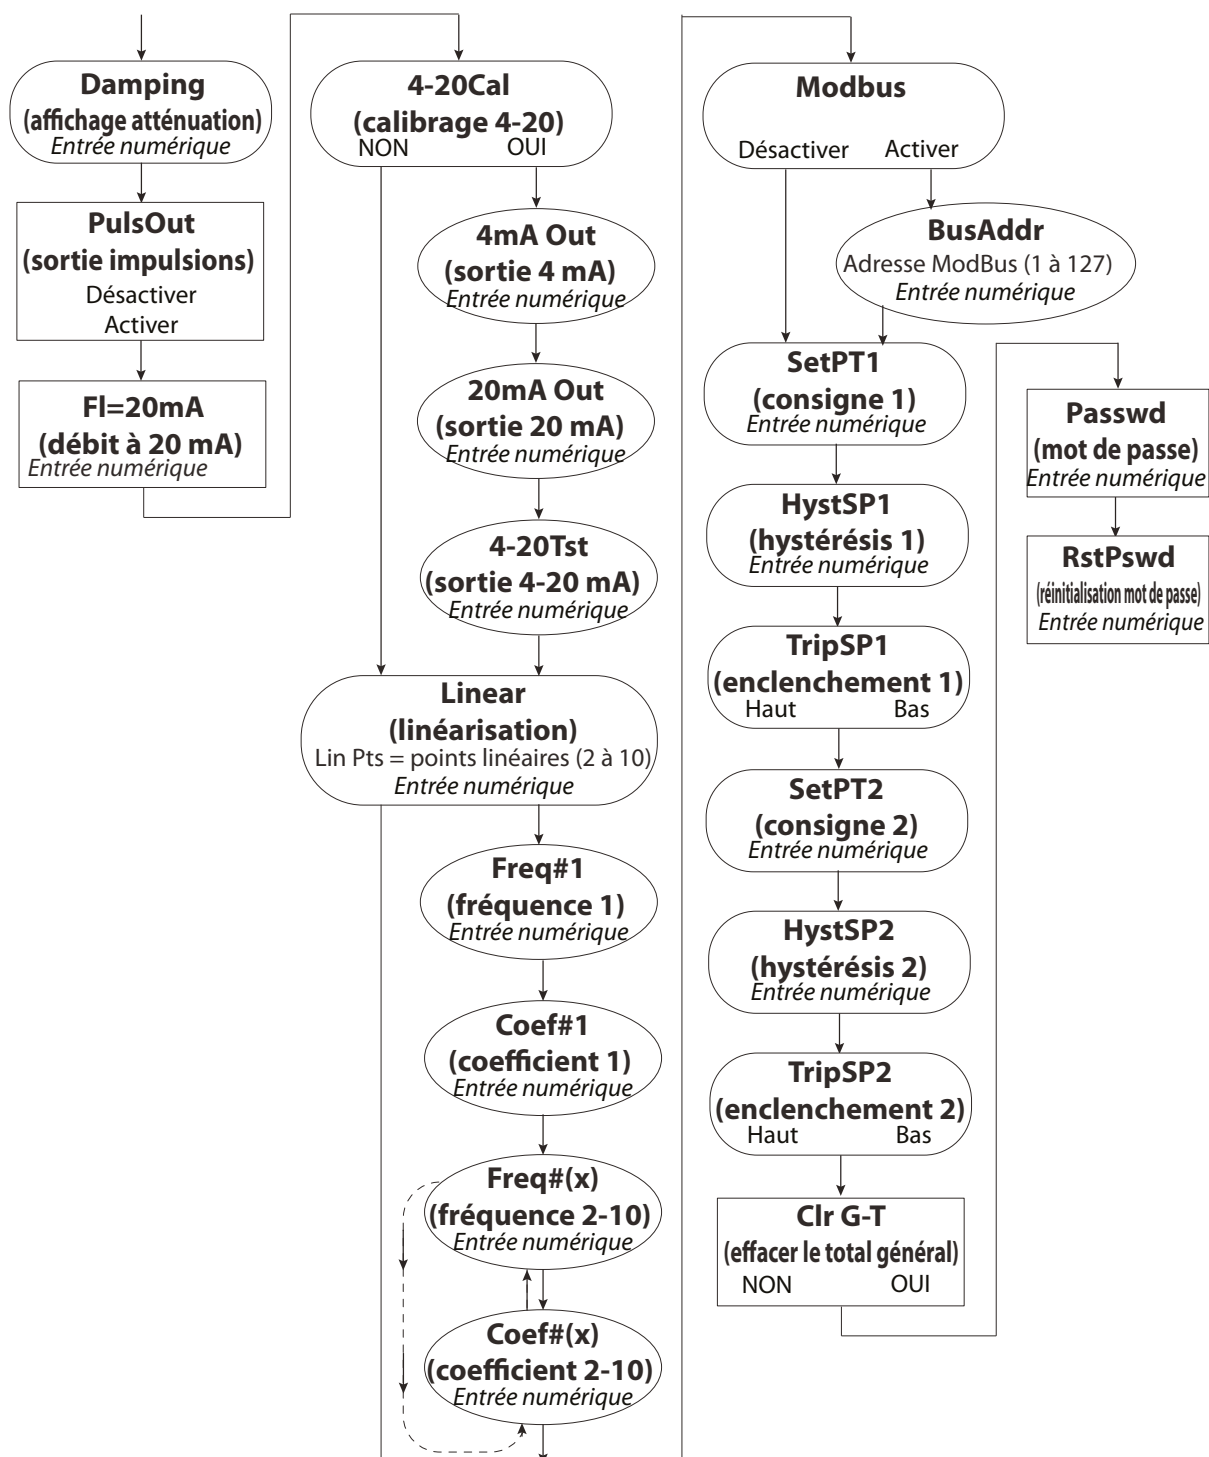 Damping
(affichage atténuation)
Entrée numérique
PulsOut
(sortie impulsions)
Désactiver
Activer
Fl=20mA
(débit à 20 mA)
Entrée numérique
4-20Cal
(calibrage 4-20)
NON OUI
4mA Out
(sortie 4 mA)
Entrée numérique
20mA Out
(sortie 20 mA)
Entrée numérique
4-20Tst
(sortie 4-20 mA)
Entrée numérique
Linear
(linéarisation)
Lin Pts = points linéaires (2 à 10)
Entrée numérique
Freq#1
(fréquence 1)
Entrée numérique
Coef#1
(coefficient 1)
Entrée numérique
Freq#(x)
(fréquence 2-10)
Entrée numérique
Coef#(x)
(coefficient 2-10)
Entrée numérique
Modbus
Désactiver Activer
BusAddr
Adresse ModBus (1 à 127)
Entrée numérique
SetPT1
(consigne 1)
Entrée numérique
HystSP1
(hystérésis 1)
Entrée numérique
TripSP1
(enclenchement 1)
Haut Bas
SetPT2
(consigne 2)
Entrée numérique
HystSP2
(hystérésis 2)
Entrée numérique
TripSP2
(enclenchement 2)
Haut Bas
Clr G-T
(effacer le total général)
NON OUI
Passwd
(mot de passe)
Entrée numérique
RstPswd
(réinitialisation mot de passe)
Entrée numérique